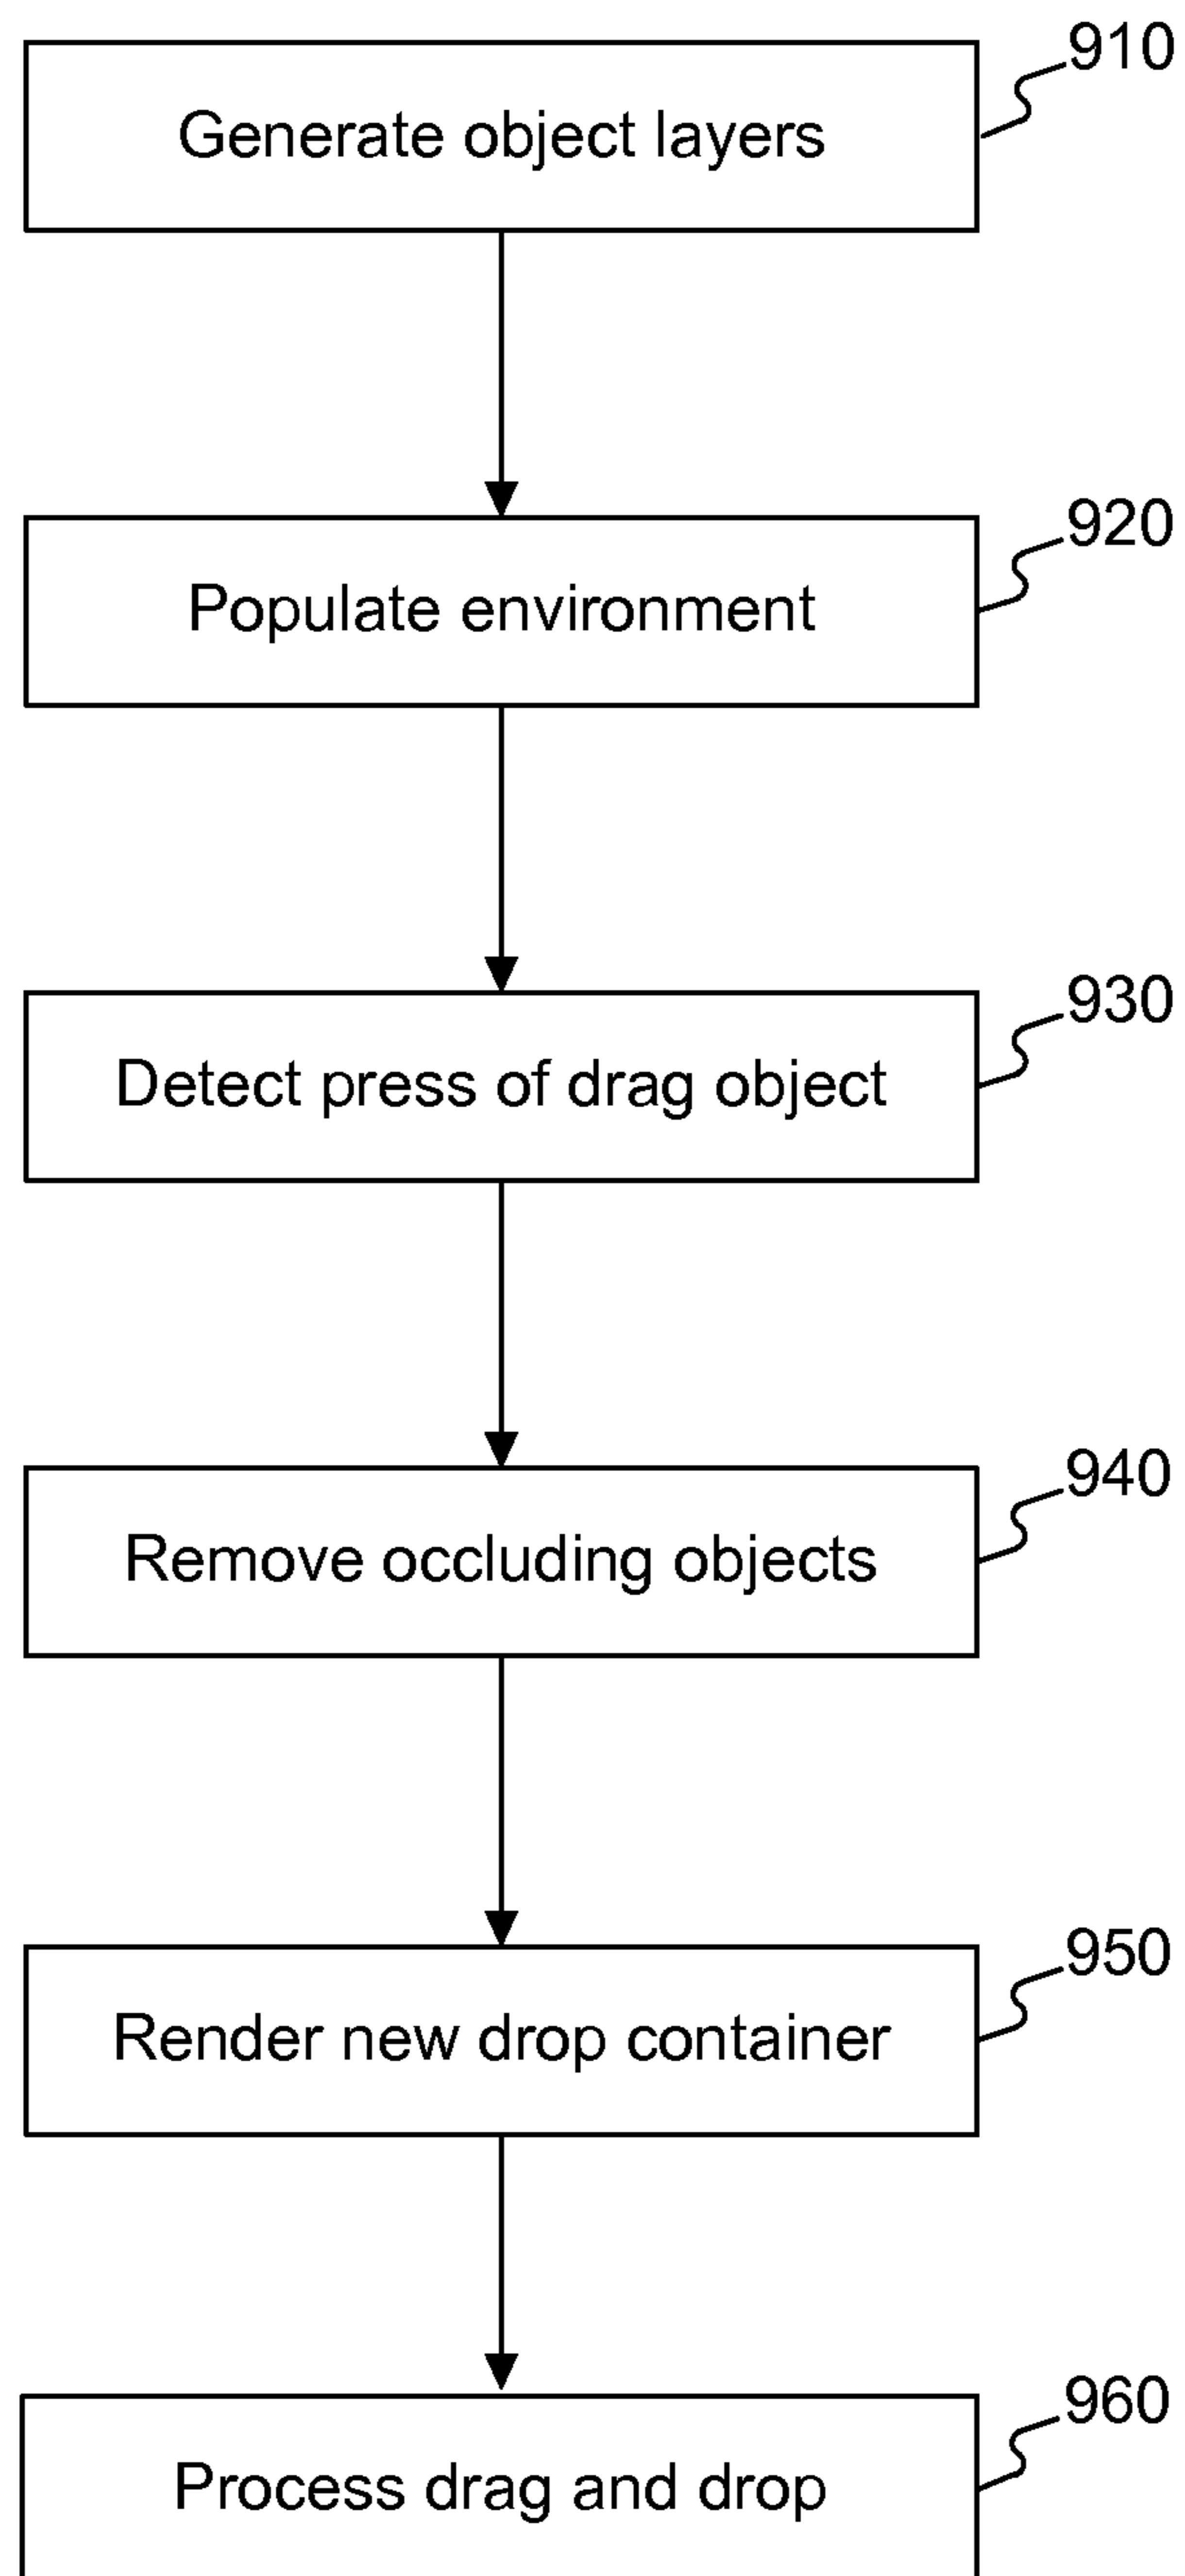 910
Generate object layers
920
Populate environment
930
Detect press of drag object
940
Remove occluding objects
950
Render new drop container
960
Process drag and drop